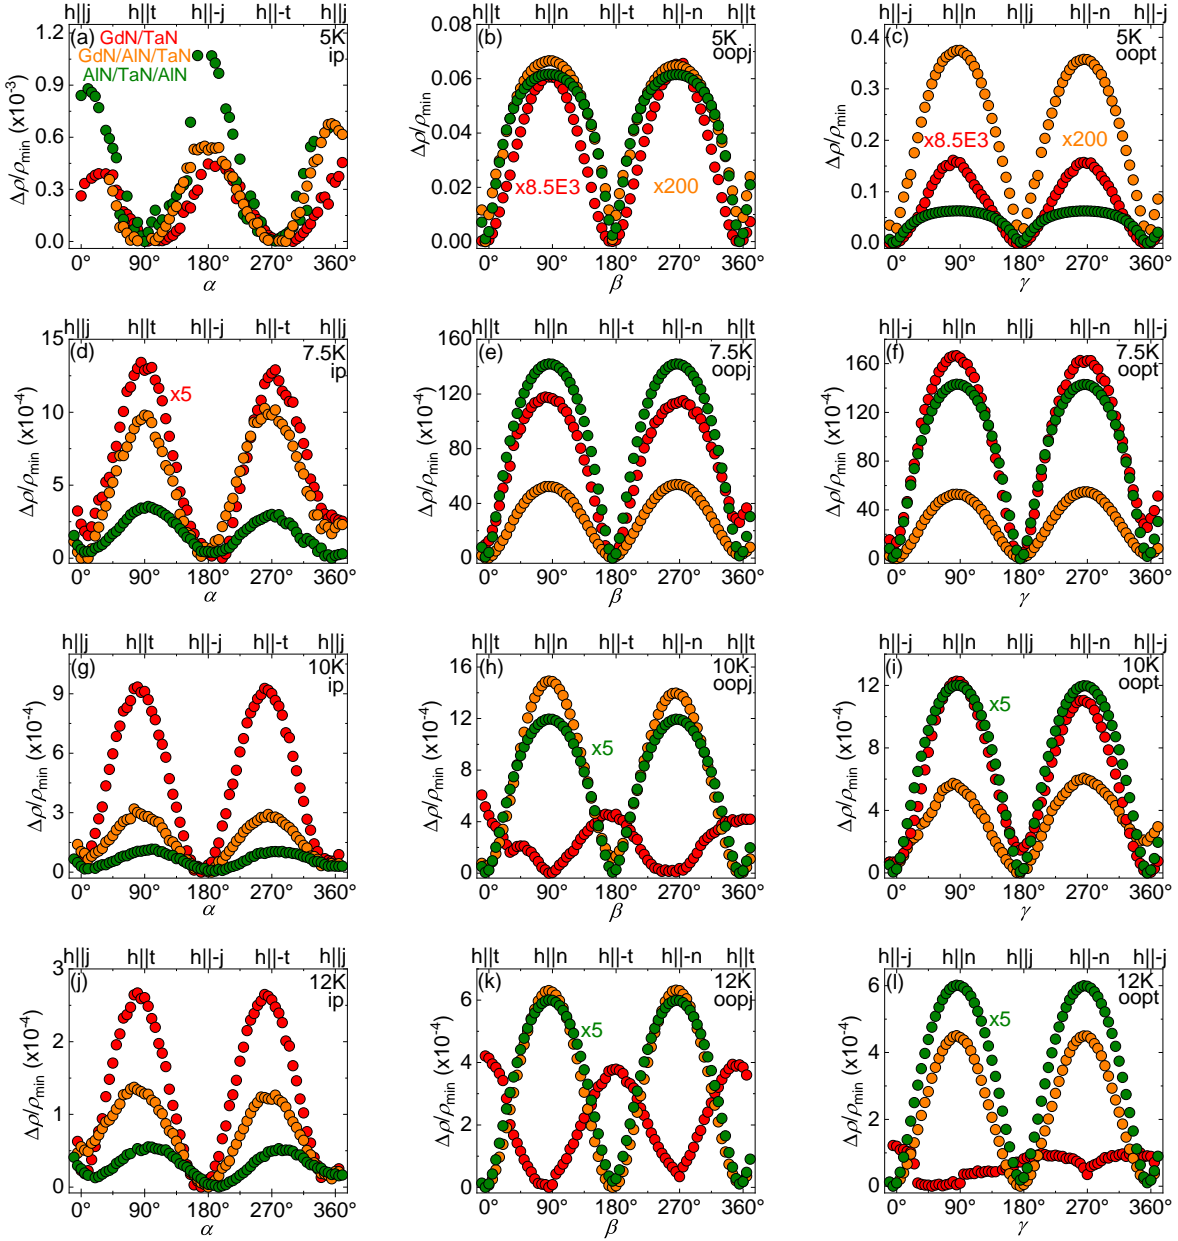 h||j h||t h||-j h||-t h||j
(a) GdN/TaN 5K
GdN/AlN/TaN ip
AlN/TaN/AlN
Δρ/ρmin (x10-3)
1.2
0.9
0.6
0.3
0.0
0° 90° 180° 270° 360°
α
h||t h||n h||-t h||-n h||t
(b) 5K
oopj
x8.5E3 x200
Δρ/ρmin
0.08
0.06
0.04
0.02
0.00
0° 90° 180° 270° 360°
β
h||-j h||n h||j h||-n h||-j
(c) 5K
oopt
x8.5E3 x200
Δρ/ρmin
0.4
0.3
0.2
0.1
0.0
0° 90° 180° 270° 360°
γ
h||j h||t h||-j h||-t h||j
(d) 7.5K
ip
x5
Δρ/ρmin (x10-4)
15
10
5
0
0° 90° 180° 270° 360°
α
h||t h||n h||-t h||-n h||t
(e) 7.5K
oopj
Δρ/ρmin (x10-4)
160
120
80
40
0
0° 90° 180° 270° 360°
β
h||-j h||n h||j h||-n h||-j
(f) 7.5K
oopt
Δρ/ρmin (x10-4)
160
120
80
40
0
0° 90° 180° 270° 360°
γ
h||j h||t h||-j h||-t h||j
(g) 10K
ip
Δρ/ρmin (x10-4)
9
6
3
0
0° 90° 180° 270° 360°
α
h||t h||n h||-t h||-n h||t
(h) 10K
oopj
x5
Δρ/ρmin (x10-4)
16
12
8
4
0
0° 90° 180° 270° 360°
β
h||-j h||n h||j h||-n h||-j
(i) 10K
oopt
x5
Δρ/ρmin (x10-4)
12
8
4
0
0° 90° 180° 270° 360°
γ
h||j h||t h||-j h||-t h||j
(j) 12K
ip
Δρ/ρmin (x10-4)
3
2
1
0
0° 90° 180° 270° 360°
α
h||t h||n h||-t h||-n h||t
(k) 12K
oopj
x5
Δρ/ρmin (x10-4)
6
4
2
0
0° 90° 180° 270° 360°
β
h||-j h||n h||j h||-n h||-j
(l) 12K
oopt
x5
Δρ/ρmin (x10-4)
6
4
2
0
0° 90° 180° 270° 360°
γ